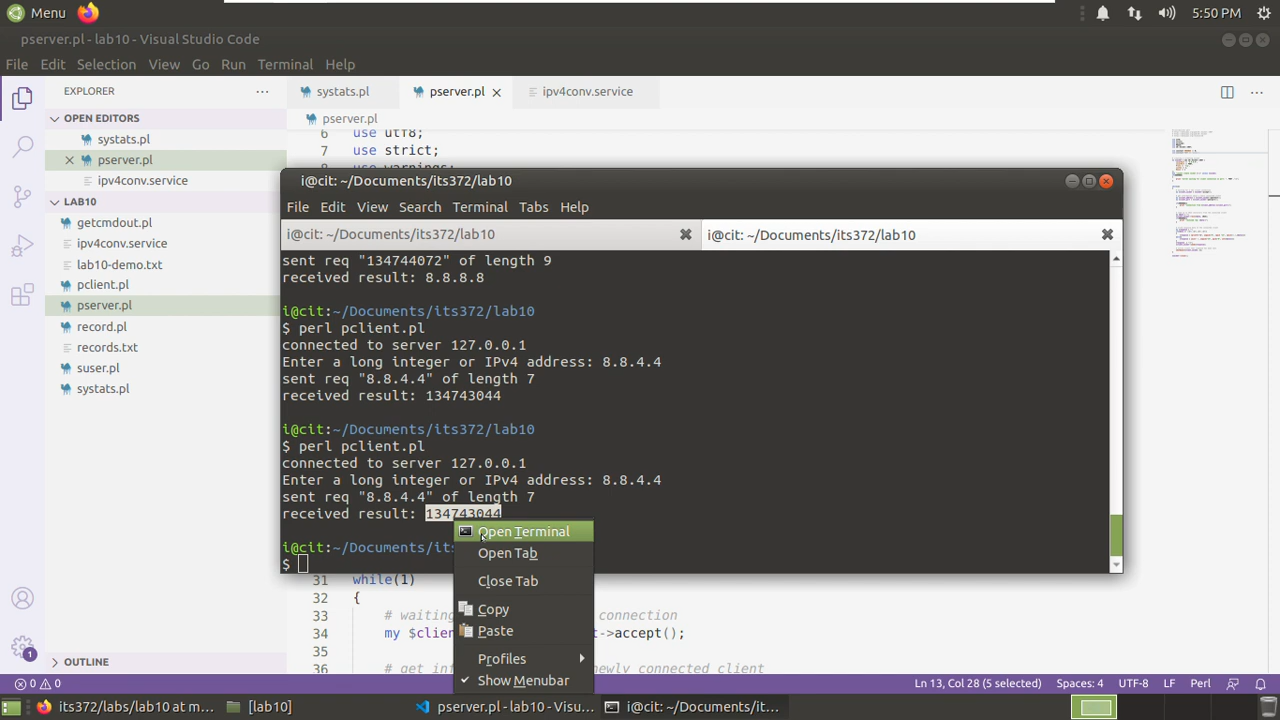 Menu
5:50 PM
pserver.pl - lab10 - Visual Studio Code
File Edit Selection View Go Run Terminal Help
EXPLORER
OPEN EDITORS
systats.pl
pserver.pl
ipv4conv.service
LAB10
getcmdout.pl
ipv4conv.service
lab10-demo.txt
pclient.pl
pserver.pl
record.pl
records.txt
suser.pl
systats.pl
OUTLINE
systats.pl pserver.pl ipv4conv.service
pserver.pl
6 use utf8;
7 use strict;
use warnings;
i@cit: ~/Documents/its372/lab10
File Edit View Search Terminal Tabs Help
i@cit: ~/Documents/its372/lab10 i@cit: ~/Documents/its372/lab10
sent req "134744072" of length 9
received result: 8.8.8.8
i@cit:~/Documents/its372/lab10
$ perl pclient.pl
connected to server 127.0.0.1
Enter a long integer or IPv4 address: 8.8.4.4
sent req "8.8.4.4" of length 7
received result: 134743044
i@cit:~/Documents/its372/lab10
$ perl pclient.pl
connected to server 127.0.0.1
Enter a long integer or IPv4 address: 8.8.4.4
sent req "8.8.4.4" of length 7
received result: 134743044
i@cit:~/Documents/its
$
Open Terminal
Open Tab
Close Tab
Copy
Paste
Profiles
Show Menubar
31 while(1)
32 {
33 # waiting connection
34 my $clien t->accept();
35
36 # get inf newly connected client
0 0 Ln 13, Col 28 (5 selected) Spaces: 4 UTF-8 LF Perl
1
its372/labs/lab10 at m... [lab10] pserver.pl - lab10 - Visu... i@cit: ~/Documents/it...